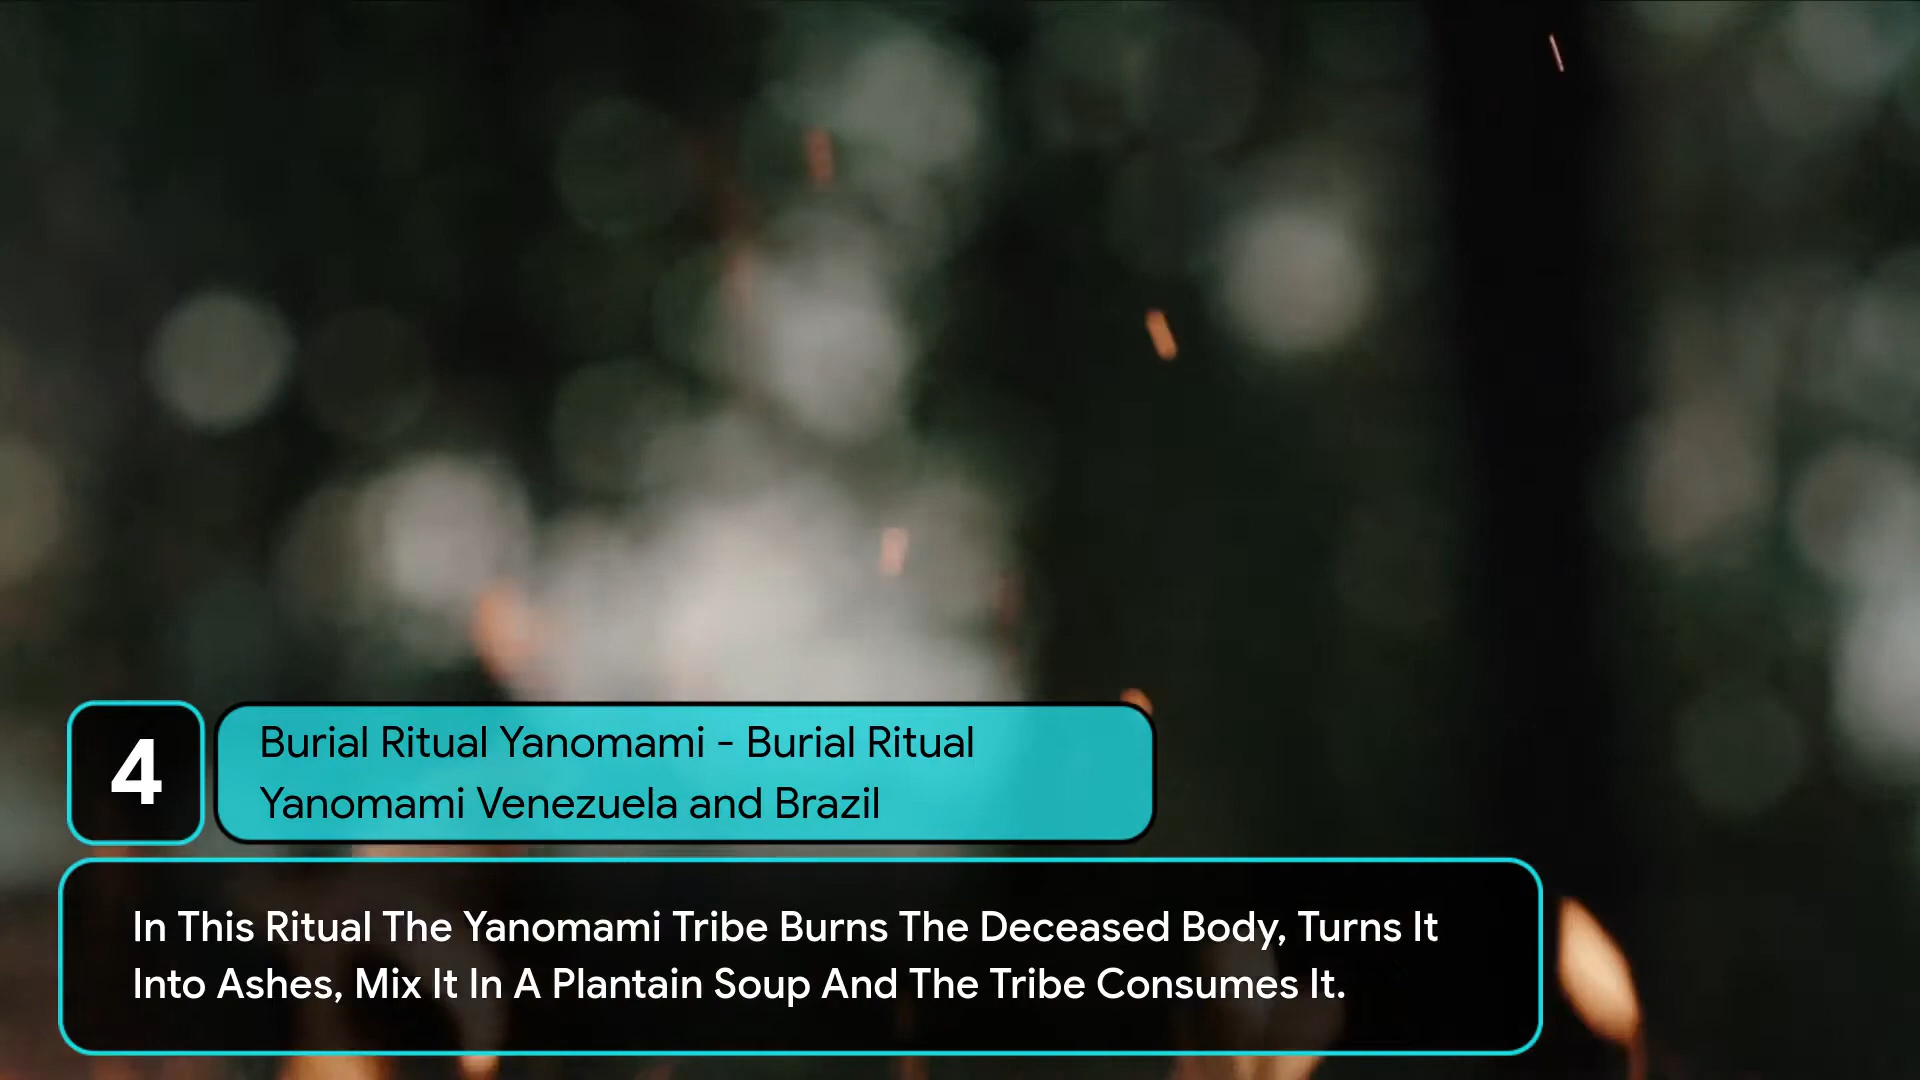 4
Burial Ritual Yanomami - Burial Ritual
Yanomami Venezuela and Brazil
In This Ritual The Yanomami Tribe Burns The Deceased Body, Turns It
Into Ashes, Mix It In A Plantain Soup And The Tribe Consumes It.